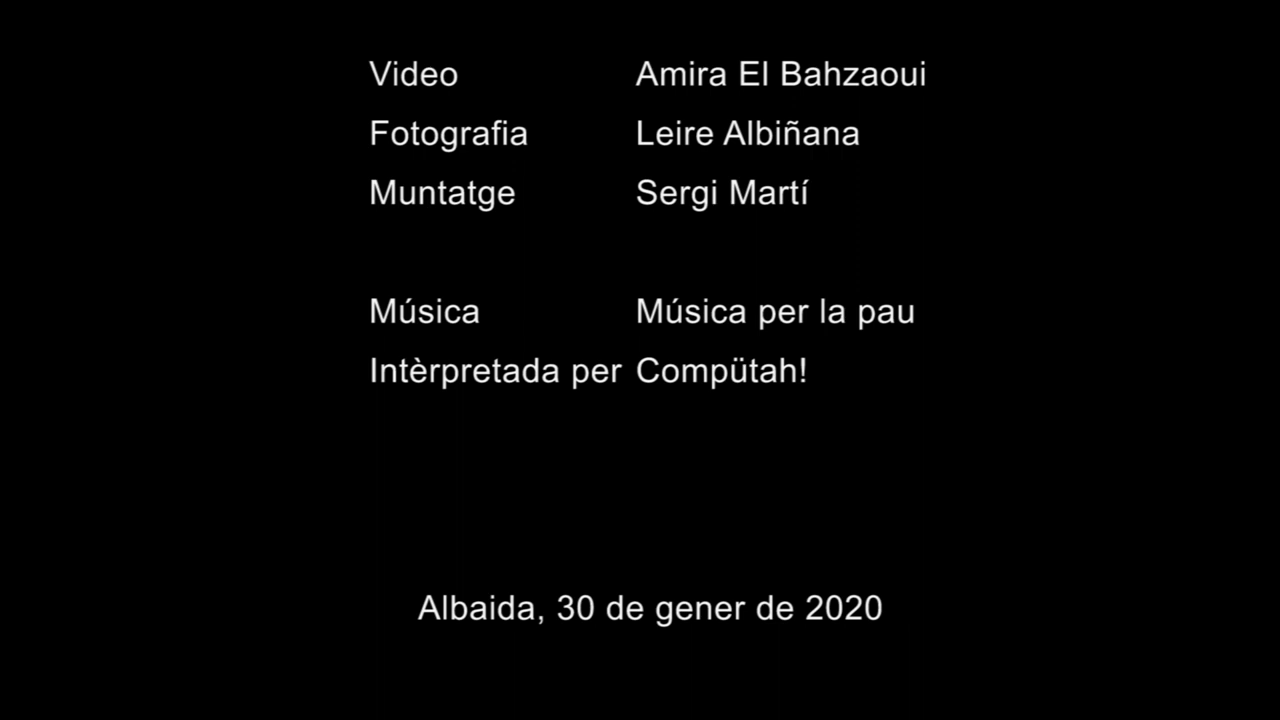 Video Amira El Bahzaoui
Fotografia Leire Albiñana
Muntatge Sergi Martí
Música Música per la pau
Intèrpretada per Compütah!
Albaida, 30 de gener de 2020